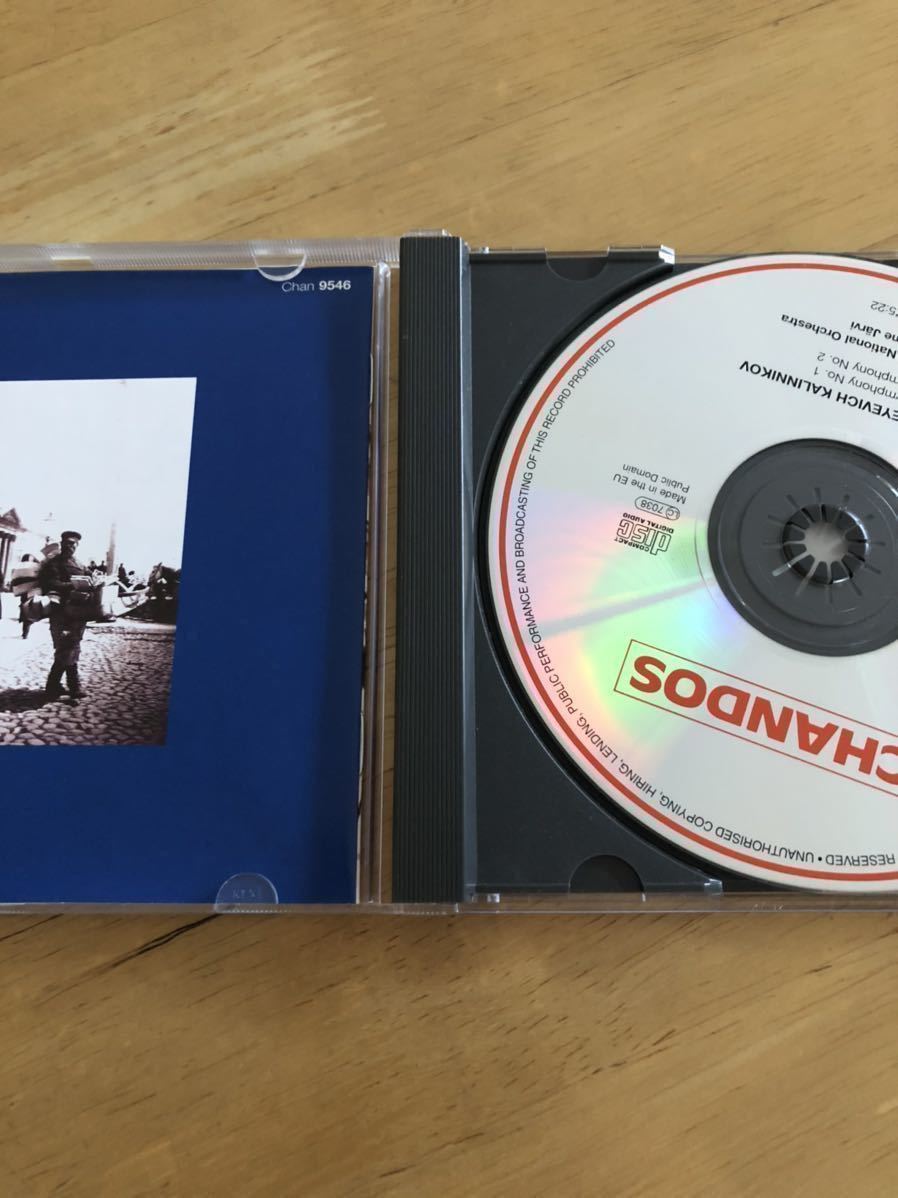 Chan 9546
EYEVICH KALINNIKOV
mphony No. 1
mphony No. 2
National Orchestra
ne Järvi
75:22
Made in the EU
Public Domain
LC 7038
COMPACT
disc
DIGITAL AUDIO
CHANDOS
RESERVED • UNAUTHORISED COPYING, HIRING, LENDING, PUBLIC PERFORMANCE AND BROADCASTING OF THIS RECORD PROHIBITED